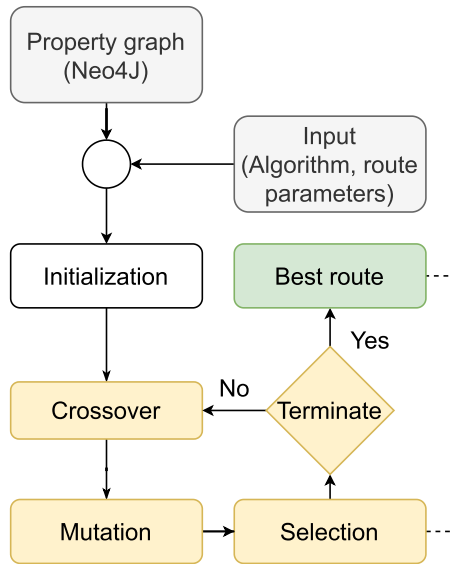 Property graph
(Neo4J)
Input
(Algorithm, route
parameters)
Initialization
Best route
Yes
No
Crossover
Terminate
Mutation
Selection